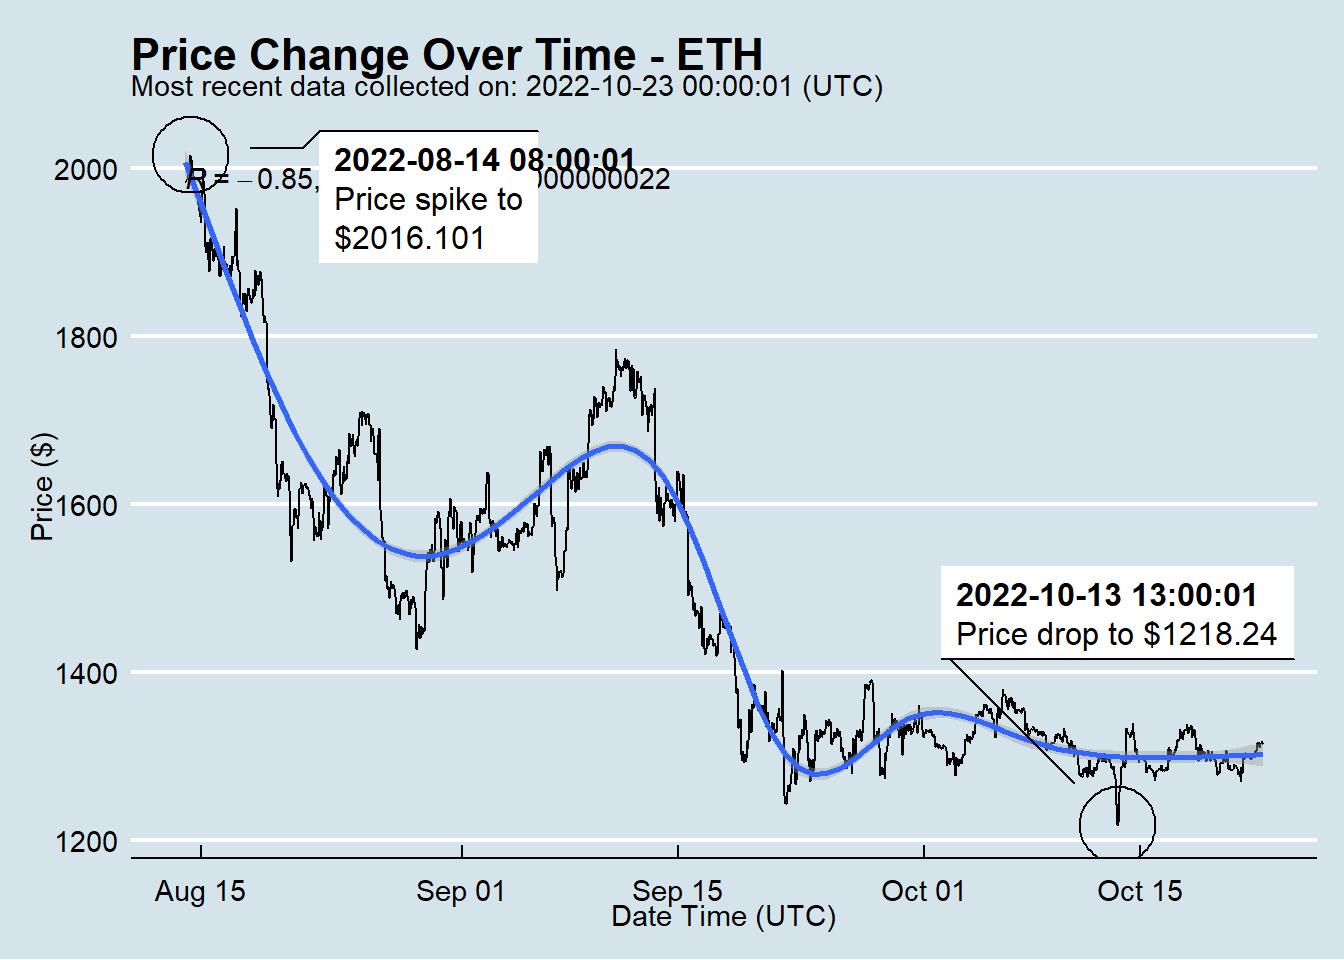 Price Change Over Time - ETH
Most recent data collected on: 2022-10-23 00:00:01 (UTC)
2022-08-14 08:00:01
Price spike to
$2016.101
R = −0.85, 000000022
2000
1800
1600
1400
1200
Price ($)
2022-10-13 13:00:01
Price drop to $1218.24
Aug 15
Sep 01
Sep 15
Oct 01
Oct 15
Date Time (UTC)